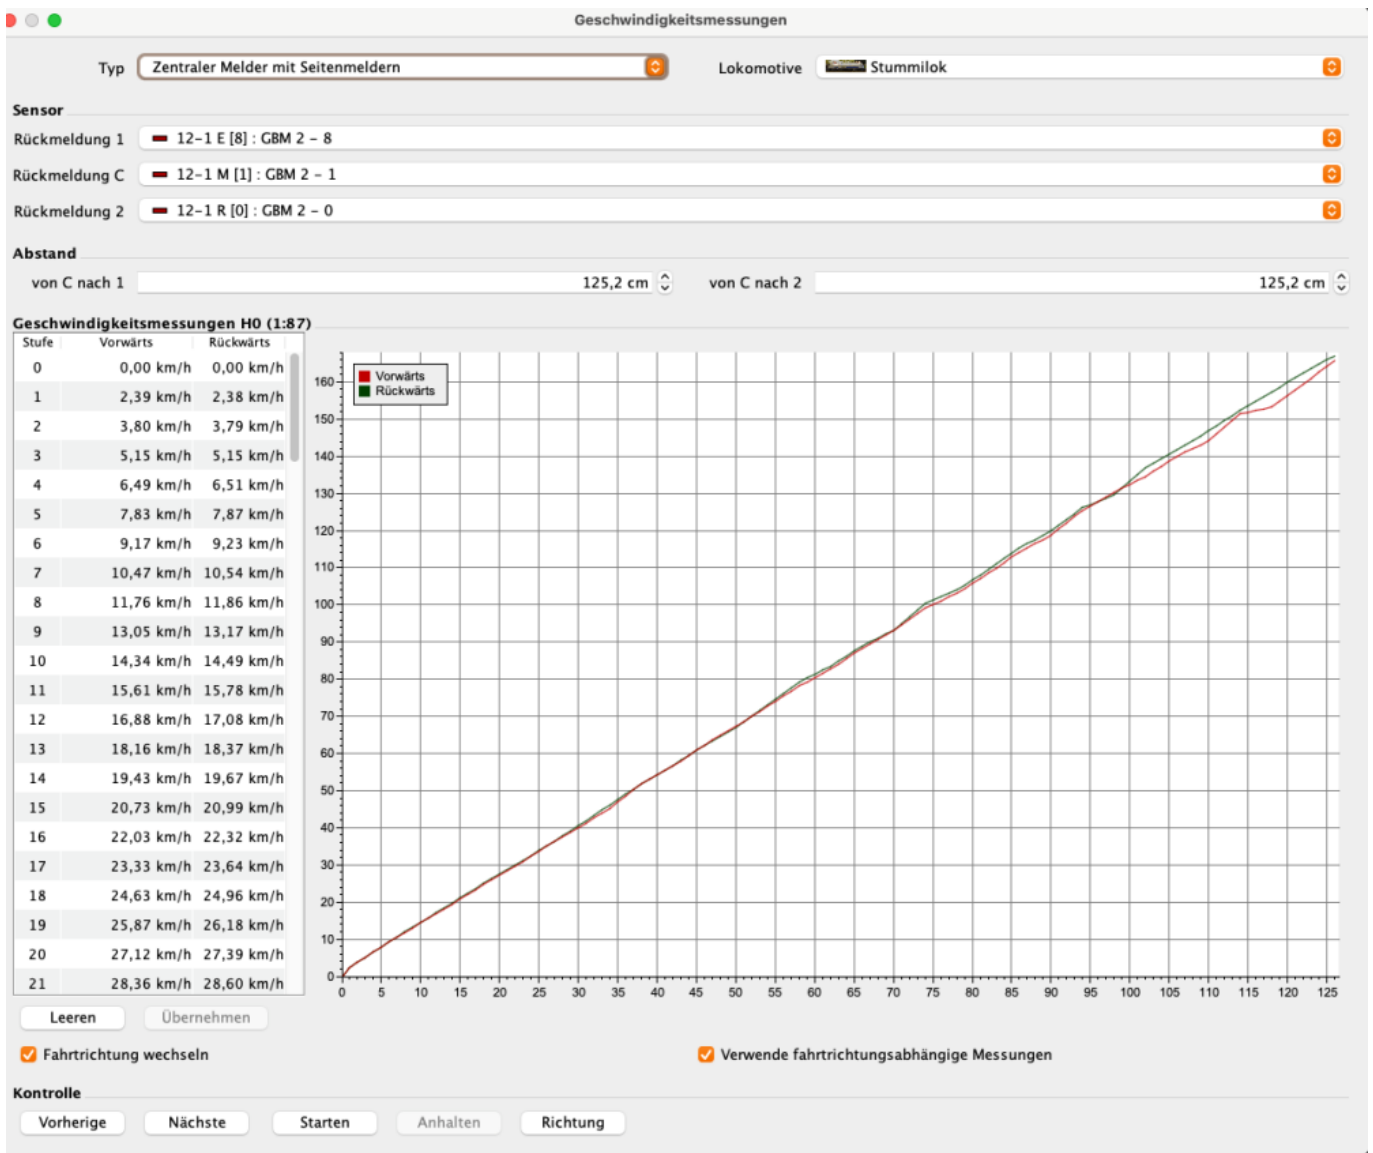 Geschwindigkeitsmessungen
Typ Zentraler Melder mit Seitenmeldern Lokomotive Stummilok
Sensor
Rückmeldung 1 12-1 E [8] : GBM 2 - 8
Rückmeldung C 12-1 M [1] : GBM 2 - 1
Rückmeldung 2 12-1 R [0] : GBM 2 - 0
Abstand
von C nach 1 125,2 cm von C nach 2 125,2 cm
Geschwindigkeitsmessungen H0 (1:87)
Stufe Vorwärts Rückwärts
0 0,00 km/h 0,00 km/h
1 2,39 km/h 2,38 km/h
2 3,80 km/h 3,79 km/h
3 5,15 km/h 5,15 km/h
4 6,49 km/h 6,51 km/h
5 7,83 km/h 7,87 km/h
6 9,17 km/h 9,23 km/h
7 10,47 km/h 10,54 km/h
8 11,76 km/h 11,86 km/h
9 13,05 km/h 13,17 km/h
10 14,34 km/h 14,49 km/h
11 15,61 km/h 15,78 km/h
12 16,88 km/h 17,08 km/h
13 18,16 km/h 18,37 km/h
14 19,43 km/h 19,67 km/h
15 20,73 km/h 20,99 km/h
16 22,03 km/h 22,32 km/h
17 23,33 km/h 23,64 km/h
18 24,63 km/h 24,96 km/h
19 25,87 km/h 26,18 km/h
20 27,12 km/h 27,39 km/h
21 28,36 km/h 28,60 km/h
Vorwärts
Rückwärts
160
150
140
130
120
110
100
90
80
70
60
50
40
30
20
10
0
0 5 10 15 20 25 30 35 40 45 50 55 60 65 70 75 80 85 90 95 100 105 110 115 120 125
Leeren Übernehmen
Fahrtrichtung wechseln Verwende fahrtrichtungsabhängige Messungen
Kontrolle
Vorherige Nächste Starten Anhalten Richtung